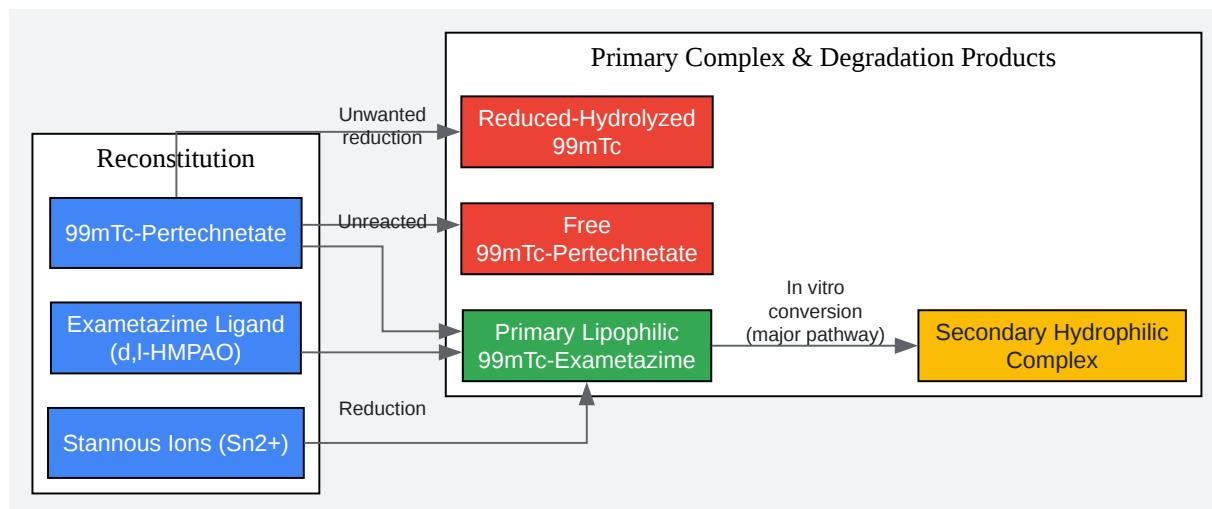 Primary Complex & Degradation Products
Unwanted
reduction
Reduced-Hydrolyzed
99mTc
Reconstitution
99mTc-Pertechnetate
Unreacted
Free
99mTc-Pertechnetate
Exametazime Ligand
(d,l-HMPAO)
Primary Lipophilic
99mTc-Exametazime
In vitro
conversion
(major pathway)
Secondary Hydrophilic
Complex
Reduction
Stannous Ions (Sn2+)